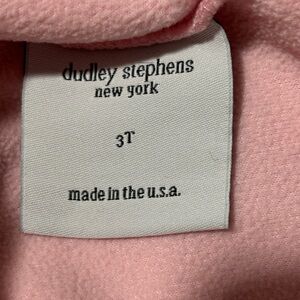 dudley stephens
new york
3T
made in the u.s.a.